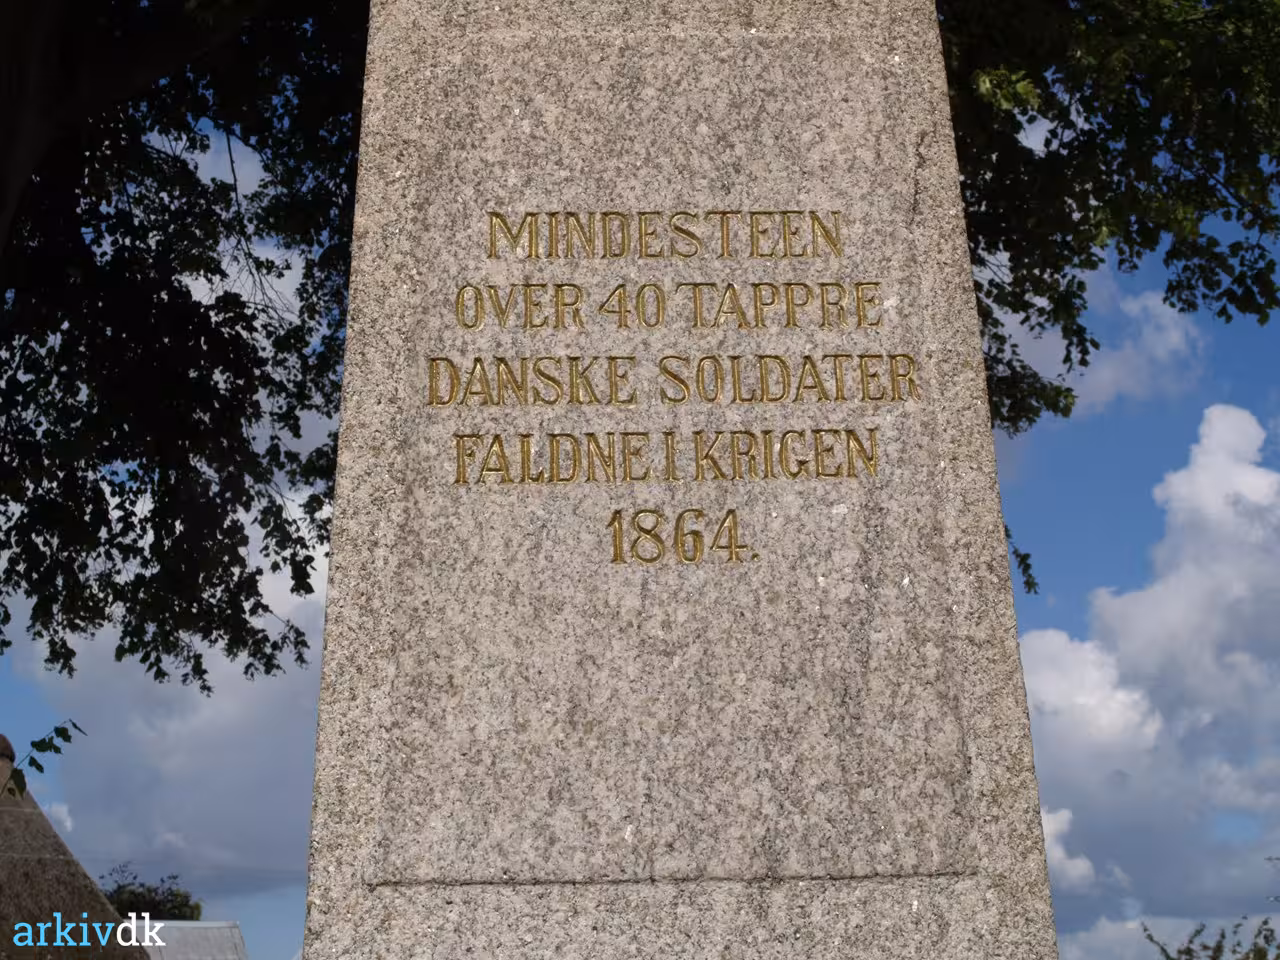 MINDESTEEN
OVER 40 TAPPRE
DANSKE SOLDATER
FALDNE I KRIGEN
1864.
arkivdk